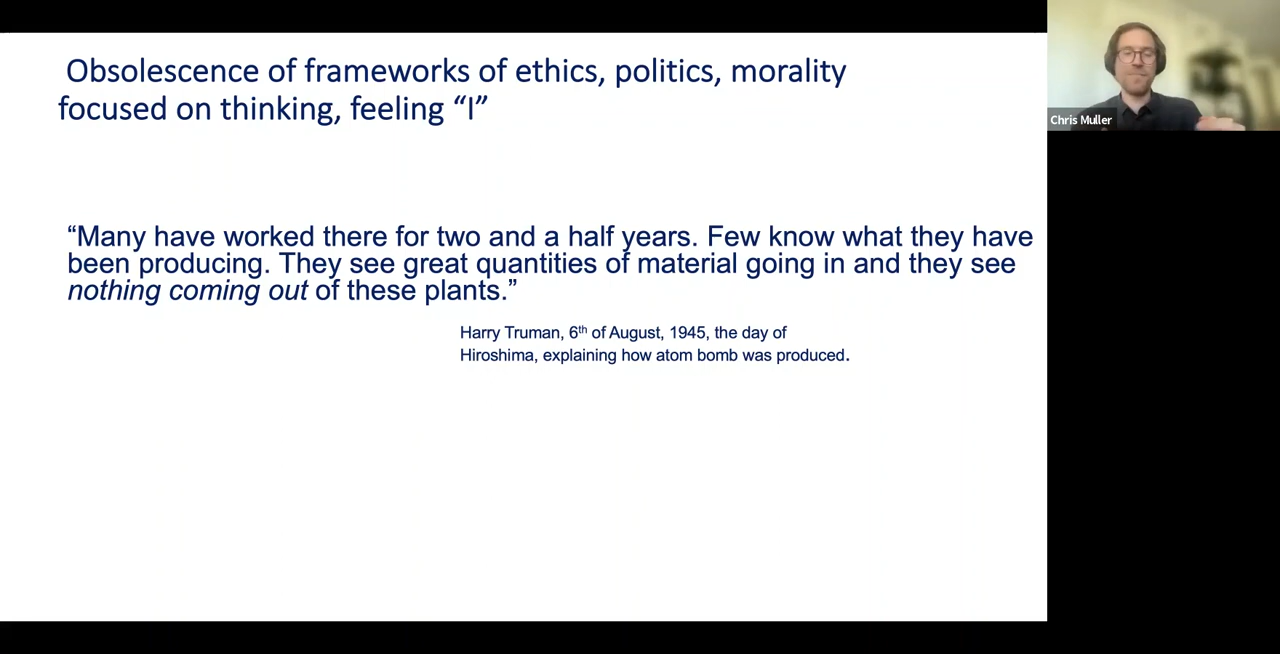 Obsolescence of frameworks of ethics, politics, morality
focused on thinking, feeling “I”
“Many have worked there for two and a half years. Few know what they have
been producing. They see great quantities of material going in and they see
nothing coming out of these plants.”
Harry Truman, 6th of August, 1945, the day of
Hiroshima, explaining how atom bomb was produced.
Chris Muller